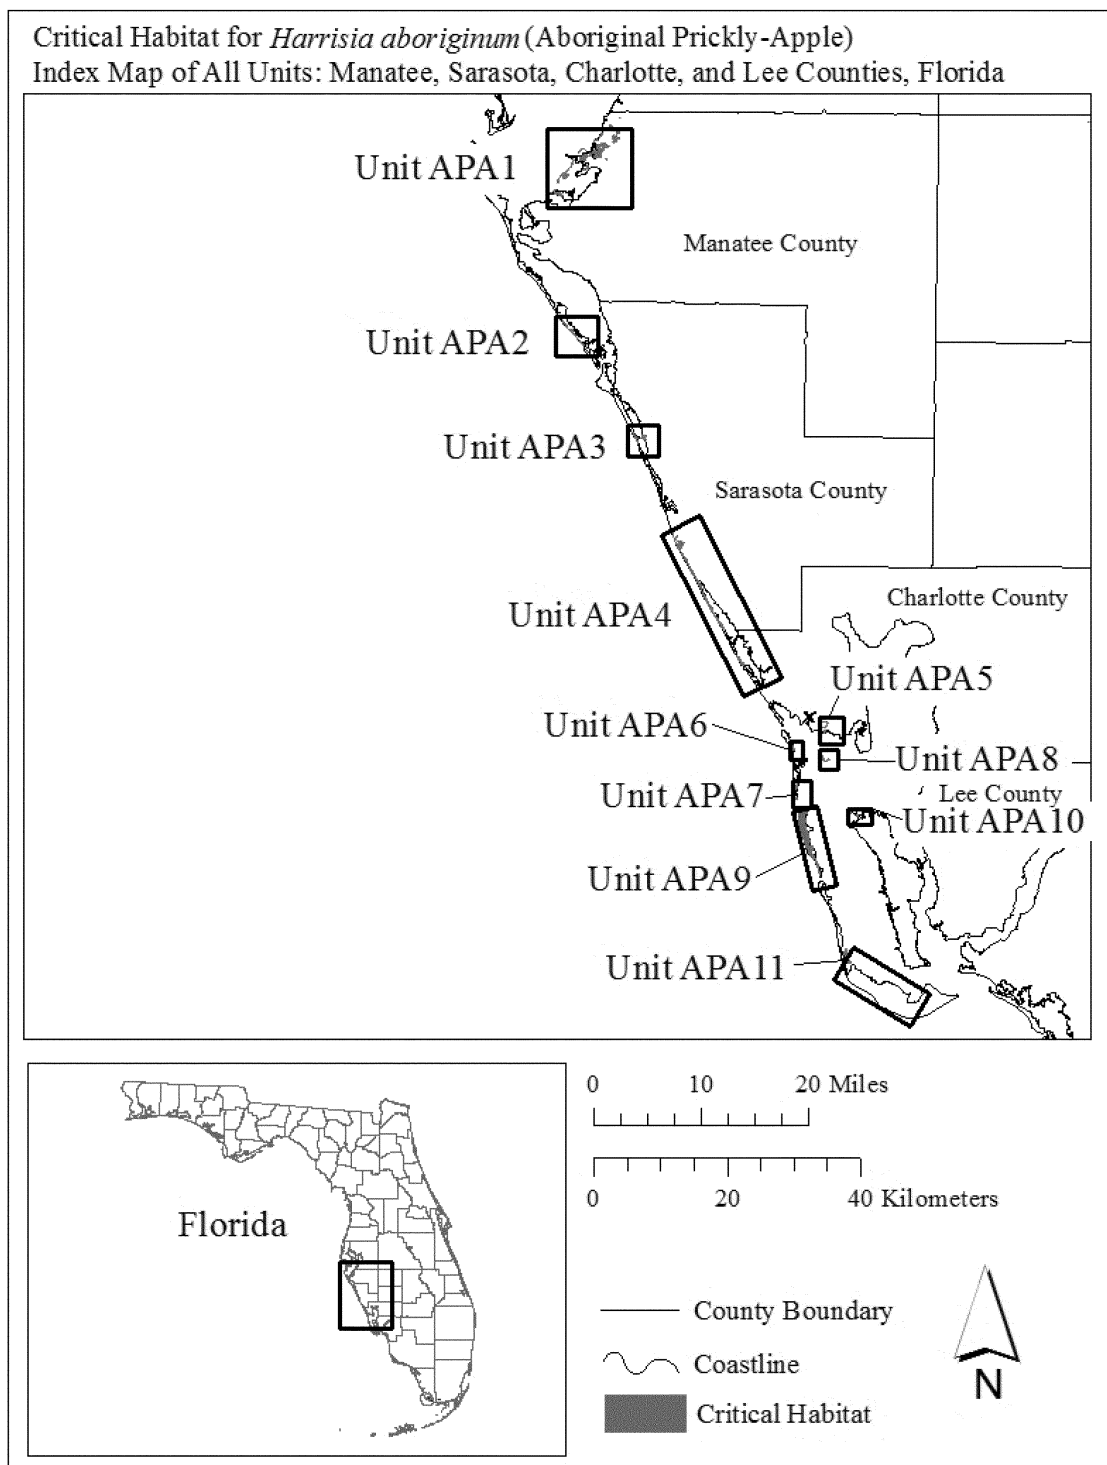 Critical Habitat for Harrisia aboriginum (Aboriginal Prickly-Apple)
Index Map of All Units: Manatee, Sarasota, Charlotte, and Lee Counties, Florida
Unit APA1
Manatee County
Unit APA2
Unit APA3
Sarasota County
Charlotte County
Unit APA4
Unit APA5
Unit APA6
Unit APA8
Unit APA7
Lee County
Unit APA10
Unit APA9
Unit APA11
Florida
0 10 20 Miles
0 20 40 Kilometers
County Boundary
Coastline
Critical Habitat
N